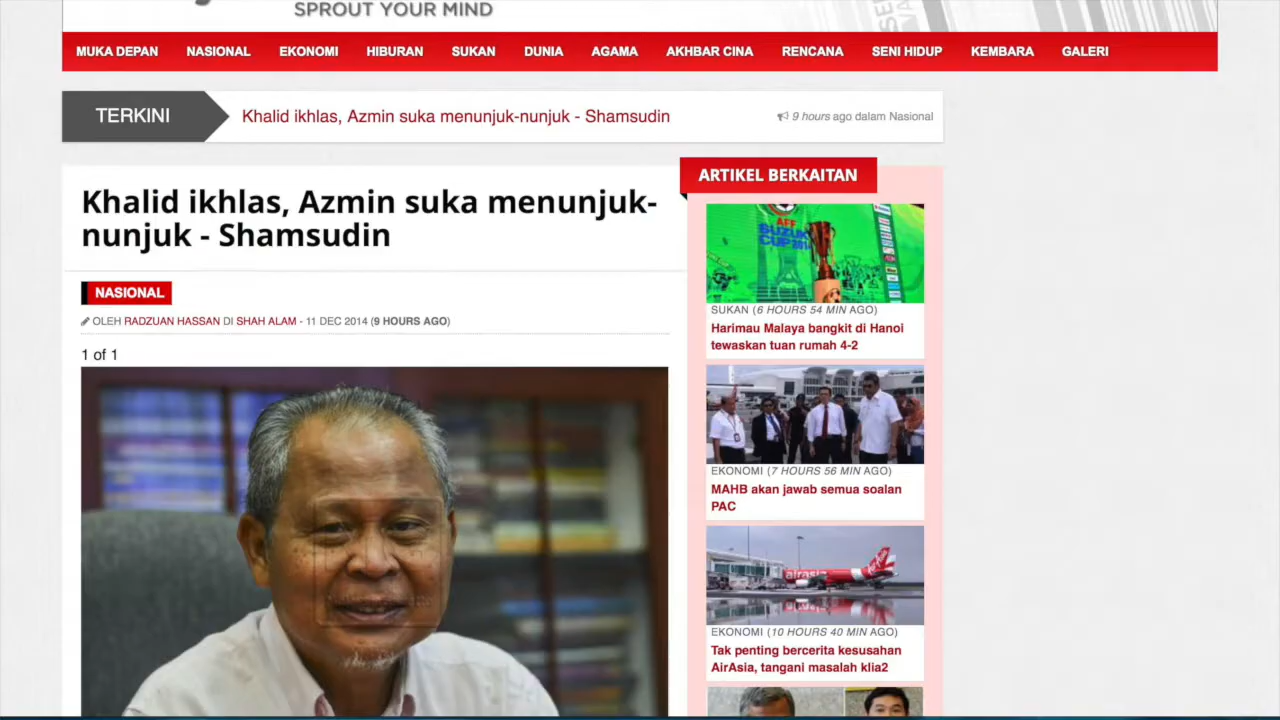 SPROUT YOUR MIND
MUKA DEPAN NASIONAL EKONOMI HIBURAN SUKAN DUNIA AGAMA AKHBAR CINA RENCANA SENI HIDUP KEMBARA GALERI
TERKINI Khalid ikhlas, Azmin suka menunjuk-nunjuk - Shamsudin 9 hours ago dalam Nasional
Khalid ikhlas, Azmin suka menunjuk-
nunjuk - Shamsudin
NASIONAL
OLEH RADZUAN HASSAN DI SHAH ALAM - 11 DEC 2014 (9 HOURS AGO)
1 of 1
ARTIKEL BERKAITAN
AFF
SUZUKI
CUP
SUKAN (6 HOURS 54 MIN AGO)
Harimau Malaya bangkit di Hanoi
tewaskan tuan rumah 4-2
EKONOMI (7 HOURS 56 MIN AGO)
MAHB akan jawab semua soalan
PAC
airasia
EKONOMI (10 HOURS 40 MIN AGO)
Tak penting bercerita kesusahan
AirAsia, tangani masalah klia2